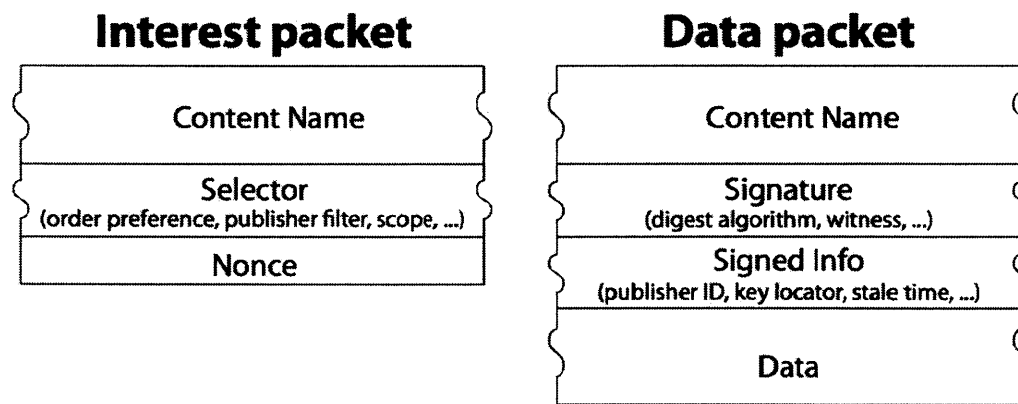 Interest packet
Content Name
Selector
(order preference, publisher filter, scope, ...)
Nonce
Data packet
Content Name
Signature
(digest algorithm, witness, ...)
Signed Info
(publisher ID, key locator, stale time, ...)
Data